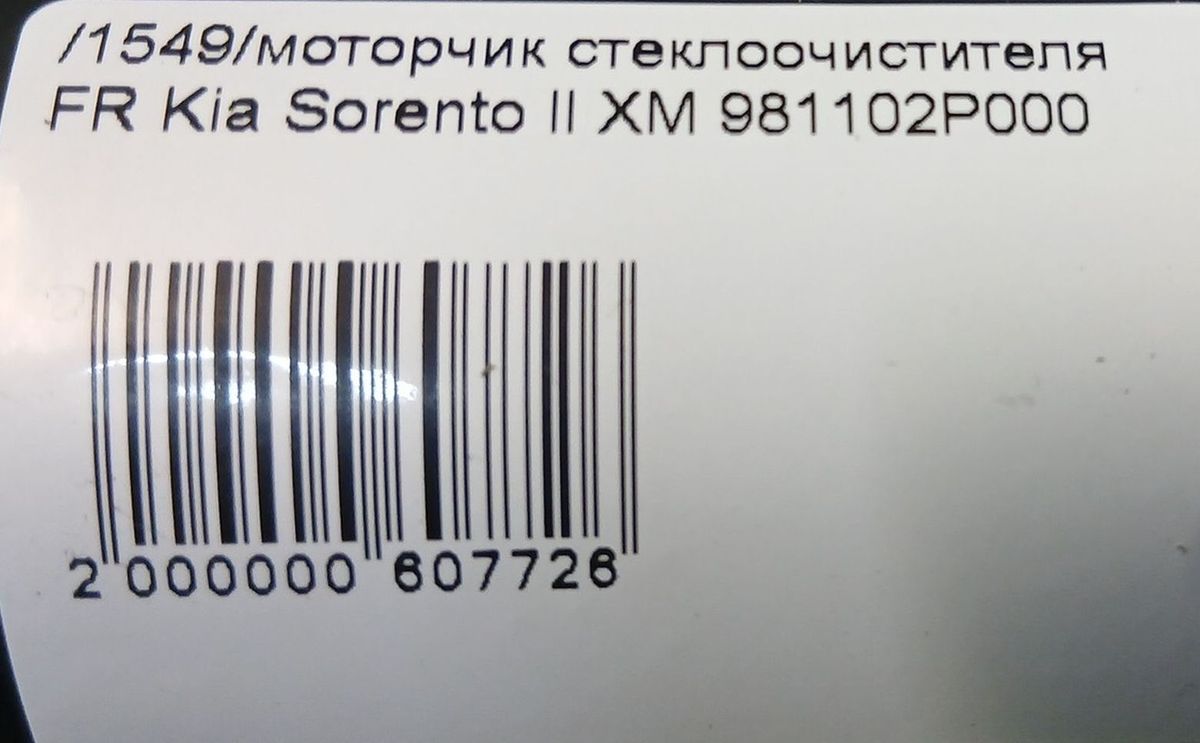 /1549/моторчик стеклоочистителя
FR Kia Sorento II XM 981102P000
2 000000 607726